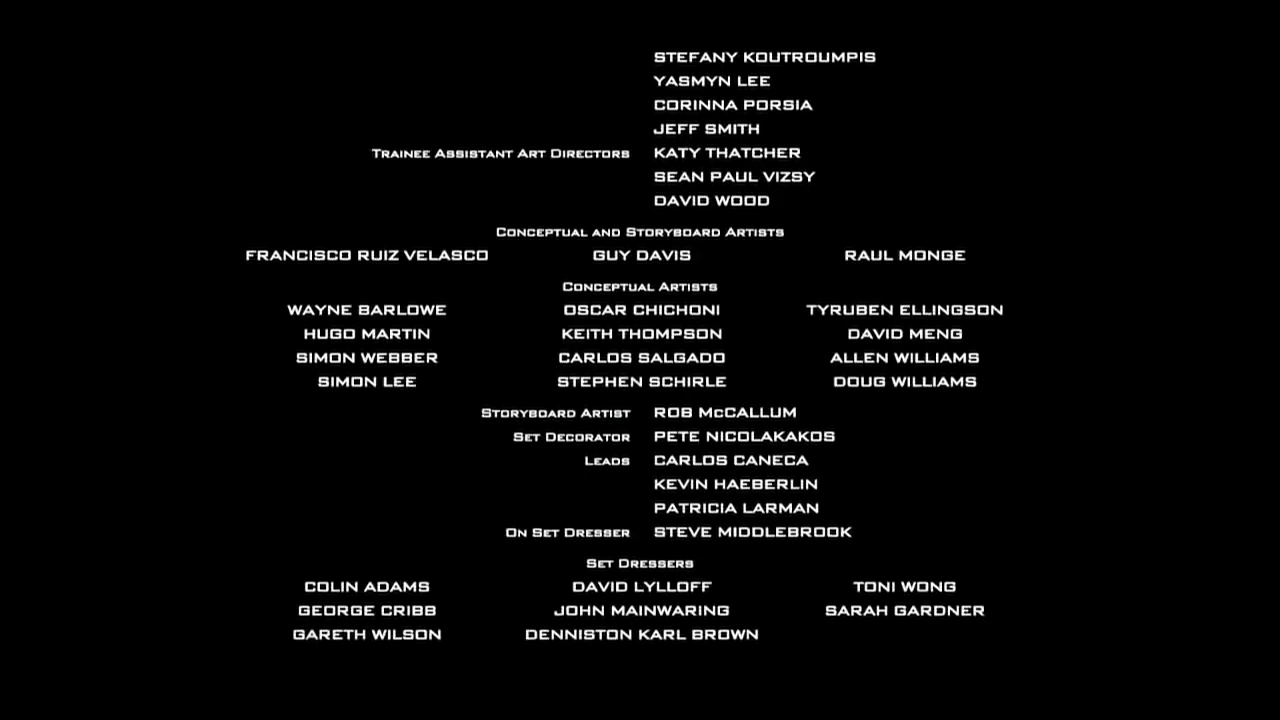 STEFANY KOUTROUMPIS
YASMYN LEE
CORINNA PORSIA
JEFF SMITH
TRAINEE ASSISTANT ART DIRECTORS KATY THATCHER
SEAN PAUL VIZSY
DAVID WOOD
CONCEPTUAL AND STORYBOARD ARTISTS
FRANCISCO RUIZ VELASCO GUY DAVIS RAUL MONGE
CONCEPTUAL ARTISTS
WAYNE BARLOWE OSCAR CHICHONI TYRUBEN ELLINGSON
HUGO MARTIN KEITH THOMPSON DAVID MENG
SIMON WEBBER CARLOS SALGADO ALLEN WILLIAMS
SIMON LEE STEPHEN SCHIRLE DOUG WILLIAMS
STORYBOARD ARTIST ROB McCALLUM
SET DECORATOR PETE NICOLAKAKOS
LEADS CARLOS CANECA
KEVIN HAEBERLIN
PATRICIA LARMAN
ON SET DRESSER STEVE MIDDLEBROOK
SET DRESSERS
COLIN ADAMS DAVID LYLLOFF TONI WONG
GEORGE CRIBB JOHN MAINWARING SARAH GARDNER
GARETH WILSON DENNISTON KARL BROWN